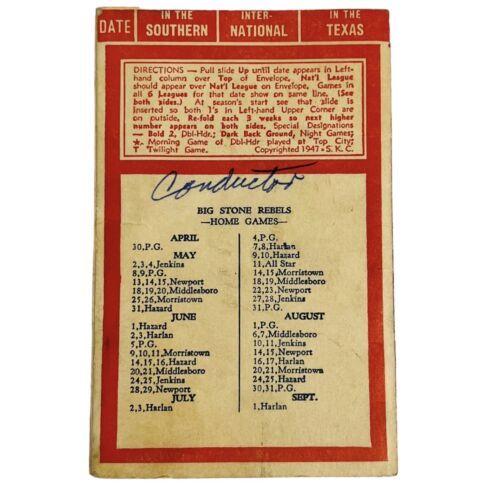 DATE
IN THE
SOUTHERN
INTER-
NATIONAL
IN THE
TEXAS
DIRECTIONS — Pull slide Up until date appears in Left-
hand column over Top of Envelope, Nat'l League
should appear over Nat'l League on Envelope, Games in
all 6 Leagues for that date show on same line. (See
both sides.) At season's start see that slide is
inserted so both 1's in Left-hand Upper Corner are
on outside, Re-fold each 3 weeks so next higher
number appears on both sides, Special Designations
— Bold 2, Dbl-Hdr; Dark Back Ground, Night Games;
★, Morning Game of Dbl-Hdr played at Top City;
T Twilight Game. Copyrighted 1947 - S. K. C.
Conductor
BIG STONE REBELS
—HOME GAMES—
APRIL
30, P.G.
MAY
2,3,4, Jenkins
8,9, P.G.
13, 14, 15, Newport
18, 19, 20, Middlesboro
25, 26, Morristown
31, Hazard
JUNE
1, Hazard
2,3, Harlan
5, P.G.
9, 10, 11, Morristown
14, 15, 16, Hazard
20, 21, Middlesboro
24, 25, Jenkins
28, 29, Newport
JULY
2,3, Harlan
4, P.G.
7,8, Harlan
9, 10, Hazard
11, All Star
14, 15, Morristown
18, 19, Middlesboro
22, 23, Newport
27, 28, Jenkins
31, P.G.
AUGUST
1, P.G.
6,7, Middlesboro
10, 11, Jenkins
14, 15, Newport
16, 17, Harlan
20, 21, Morristown
24, 25, Hazard
30, 31, P.G.
SEPT.
1, Harlan